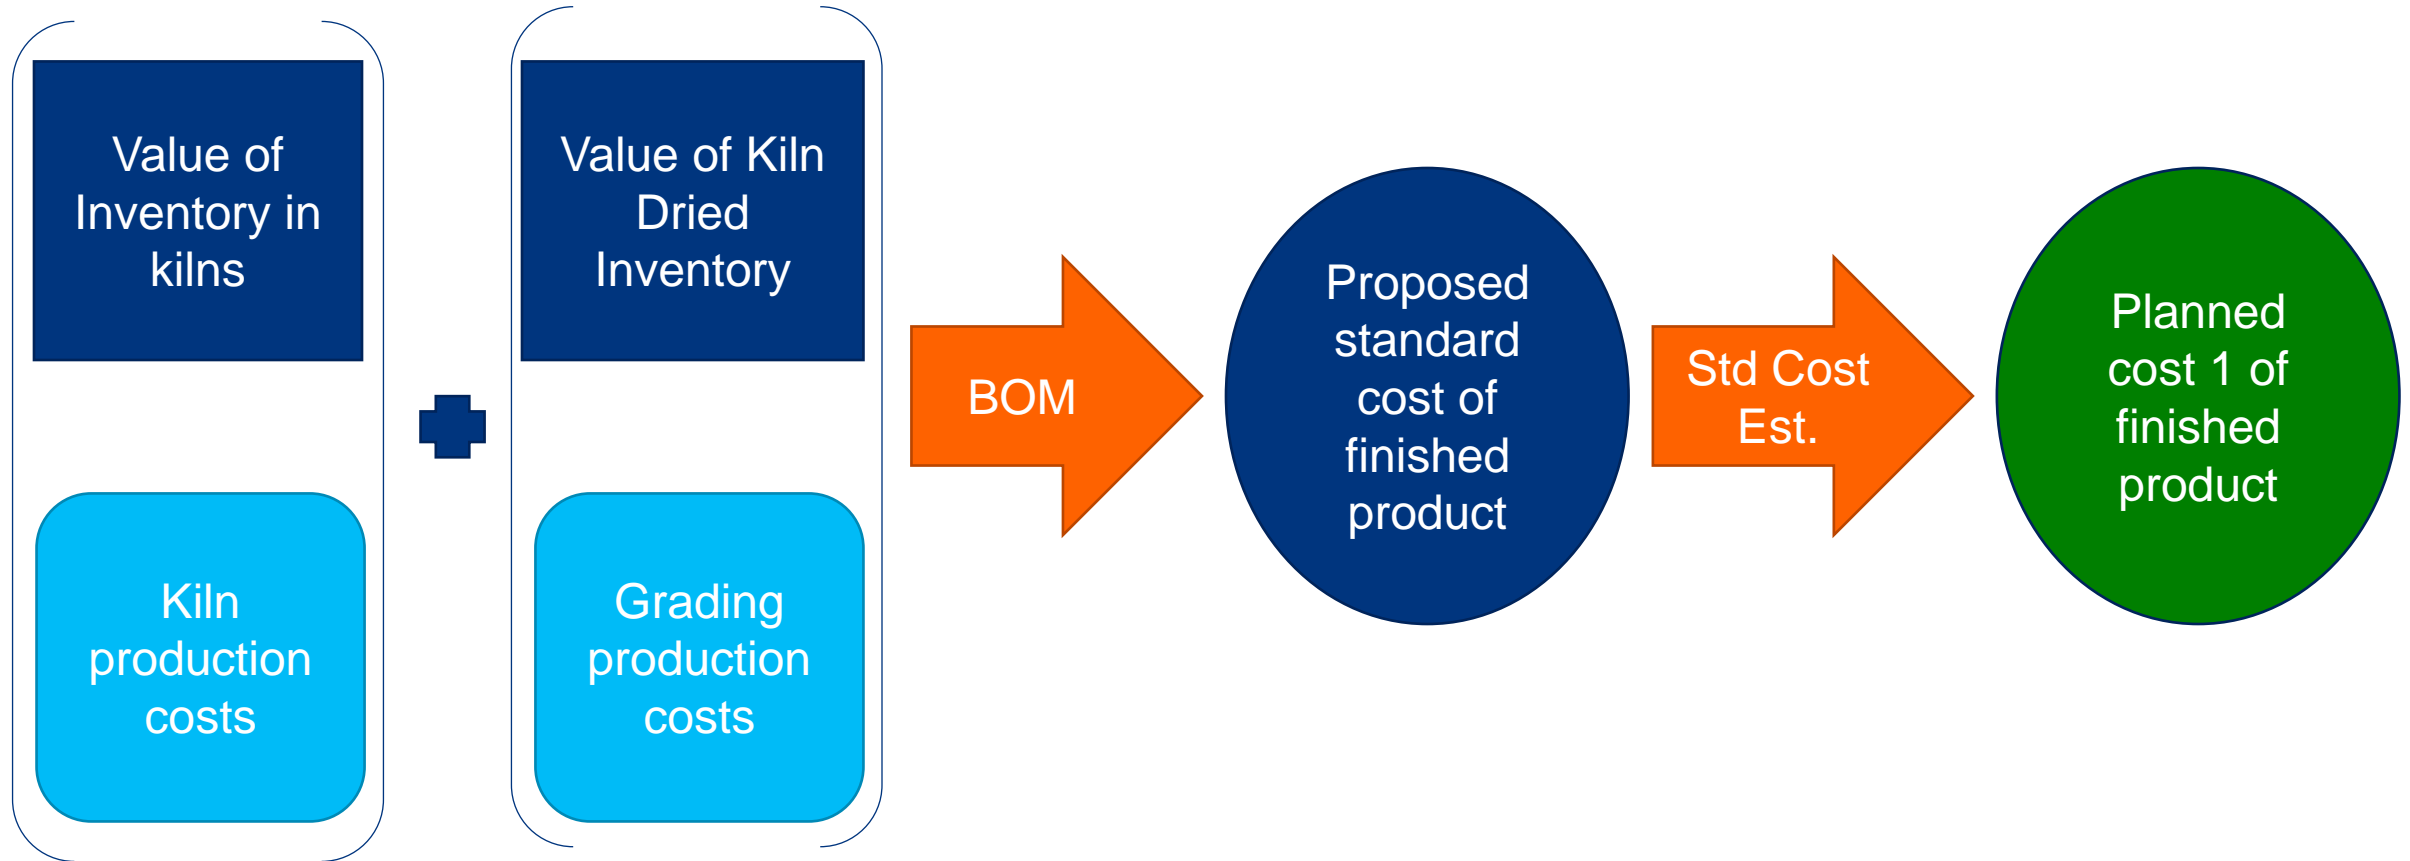 Value of
Inventory in
kilns
Kiln
production
costs
Value of Kiln
Dried
Inventory
Grading
production
costs
BOM
Proposed
standard
cost of
finished
product
Std Cost
Est.
Planned
cost 1 of
finished
product